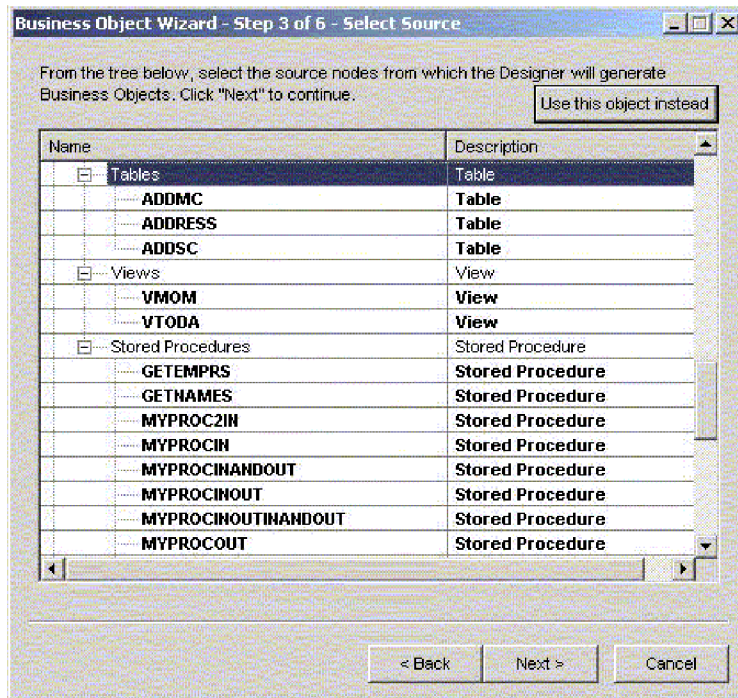 Business Object Wizard - Step 3 of 6 - Select Source
From the tree below, select the source nodes from which the Designer will generate
Business Objects. Click "Next" to continue.
Use this object instead
Name Description
Tables Table
ADDMC Table
ADDRESS Table
ADDSC Table
Views View
VMOM View
VTODA View
Stored Procedures Stored Procedure
GETEMPRS Stored Procedure
GETNAMES Stored Procedure
MYPROC2IN Stored Procedure
MYPROCIN Stored Procedure
MYPROCINANDOUT Stored Procedure
MYPROCINOUT Stored Procedure
MYPROCINOUTINANDOUT Stored Procedure
MYPROCOUT Stored Procedure
< Back Next > Cancel